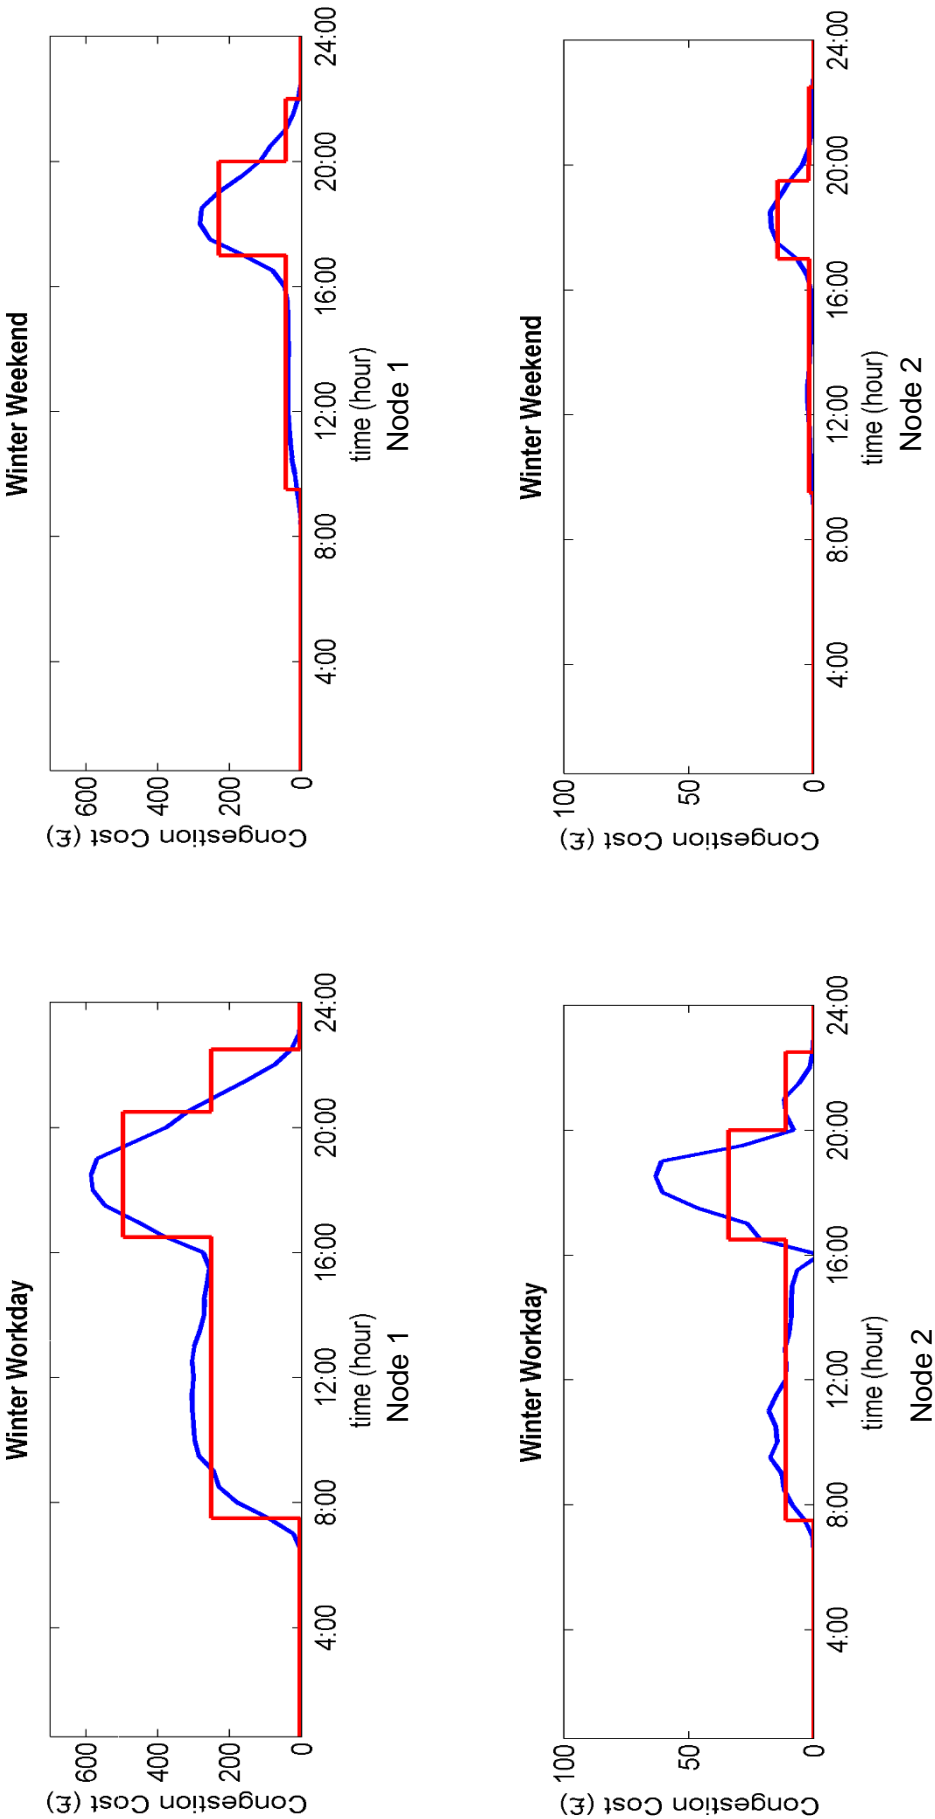 Winter Workday
Congestion Cost (£)
600
400
200
0
4:00
8:00
12:00
16:00
20:00
24:00
time (hour)
Node 1
Winter Weekend
Congestion Cost (£)
600
400
200
0
4:00
8:00
12:00
16:00
20:00
24:00
time (hour)
Node 1
Winter Workday
Congestion Cost (£)
100
50
0
4:00
8:00
12:00
16:00
20:00
24:00
time (hour)
Node 2
Winter Weekend
Congestion Cost (£)
100
50
0
4:00
8:00
12:00
16:00
20:00
24:00
time (hour)
Node 2